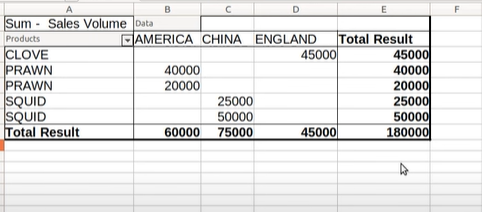 A B C D E F
Sum - Sales Volume Data
Products AMERICA CHINA ENGLAND Total Result
CLOVE 45000 45000
PRAWN 40000 40000
PRAWN 20000 20000
SQUID 25000 25000
SQUID 50000 50000
Total Result 60000 75000 45000 180000